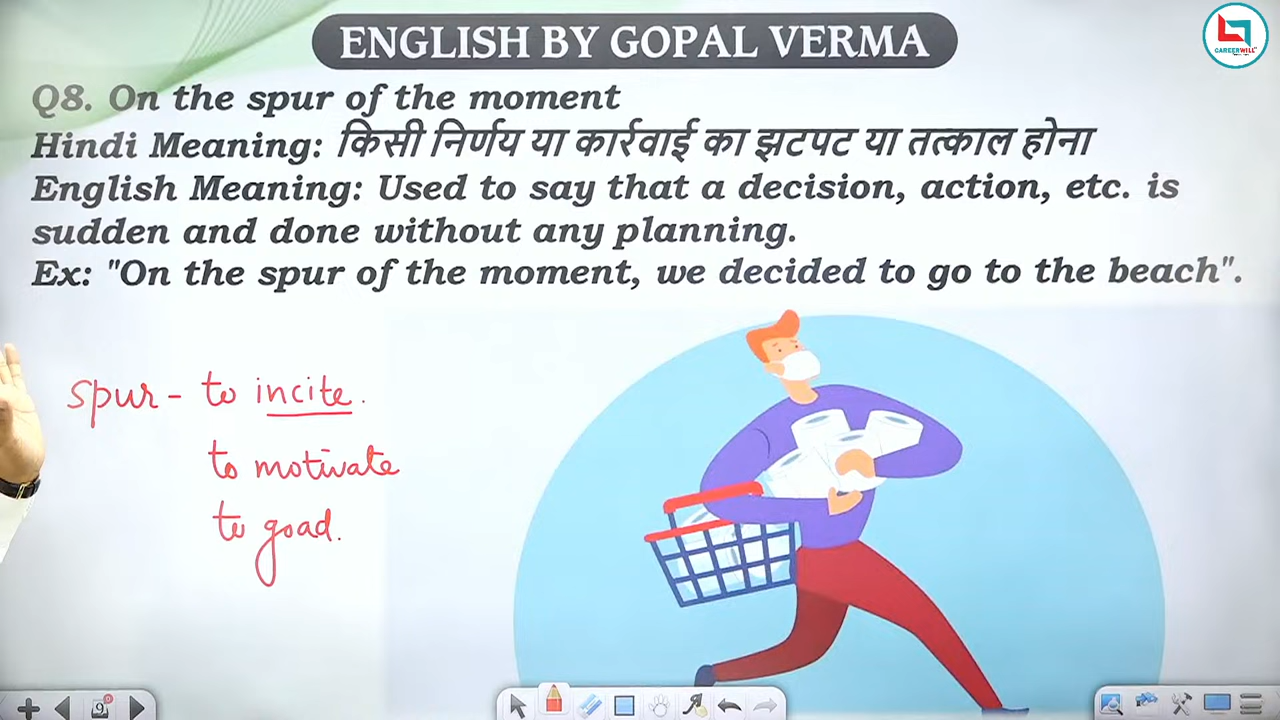 ENGLISH BY GOPAL VERMA
CAREERWILL
Q8. On the spur of the moment
Hindi Meaning: किसी निर्णय या कार्रवाई का झटपट या तत्काल होना
English Meaning: Used to say that a decision, action, etc. is
sudden and done without any planning.
Ex: "On the spur of the moment, we decided to go to the beach".
spur - to incite.
to motivate
to goad.
9